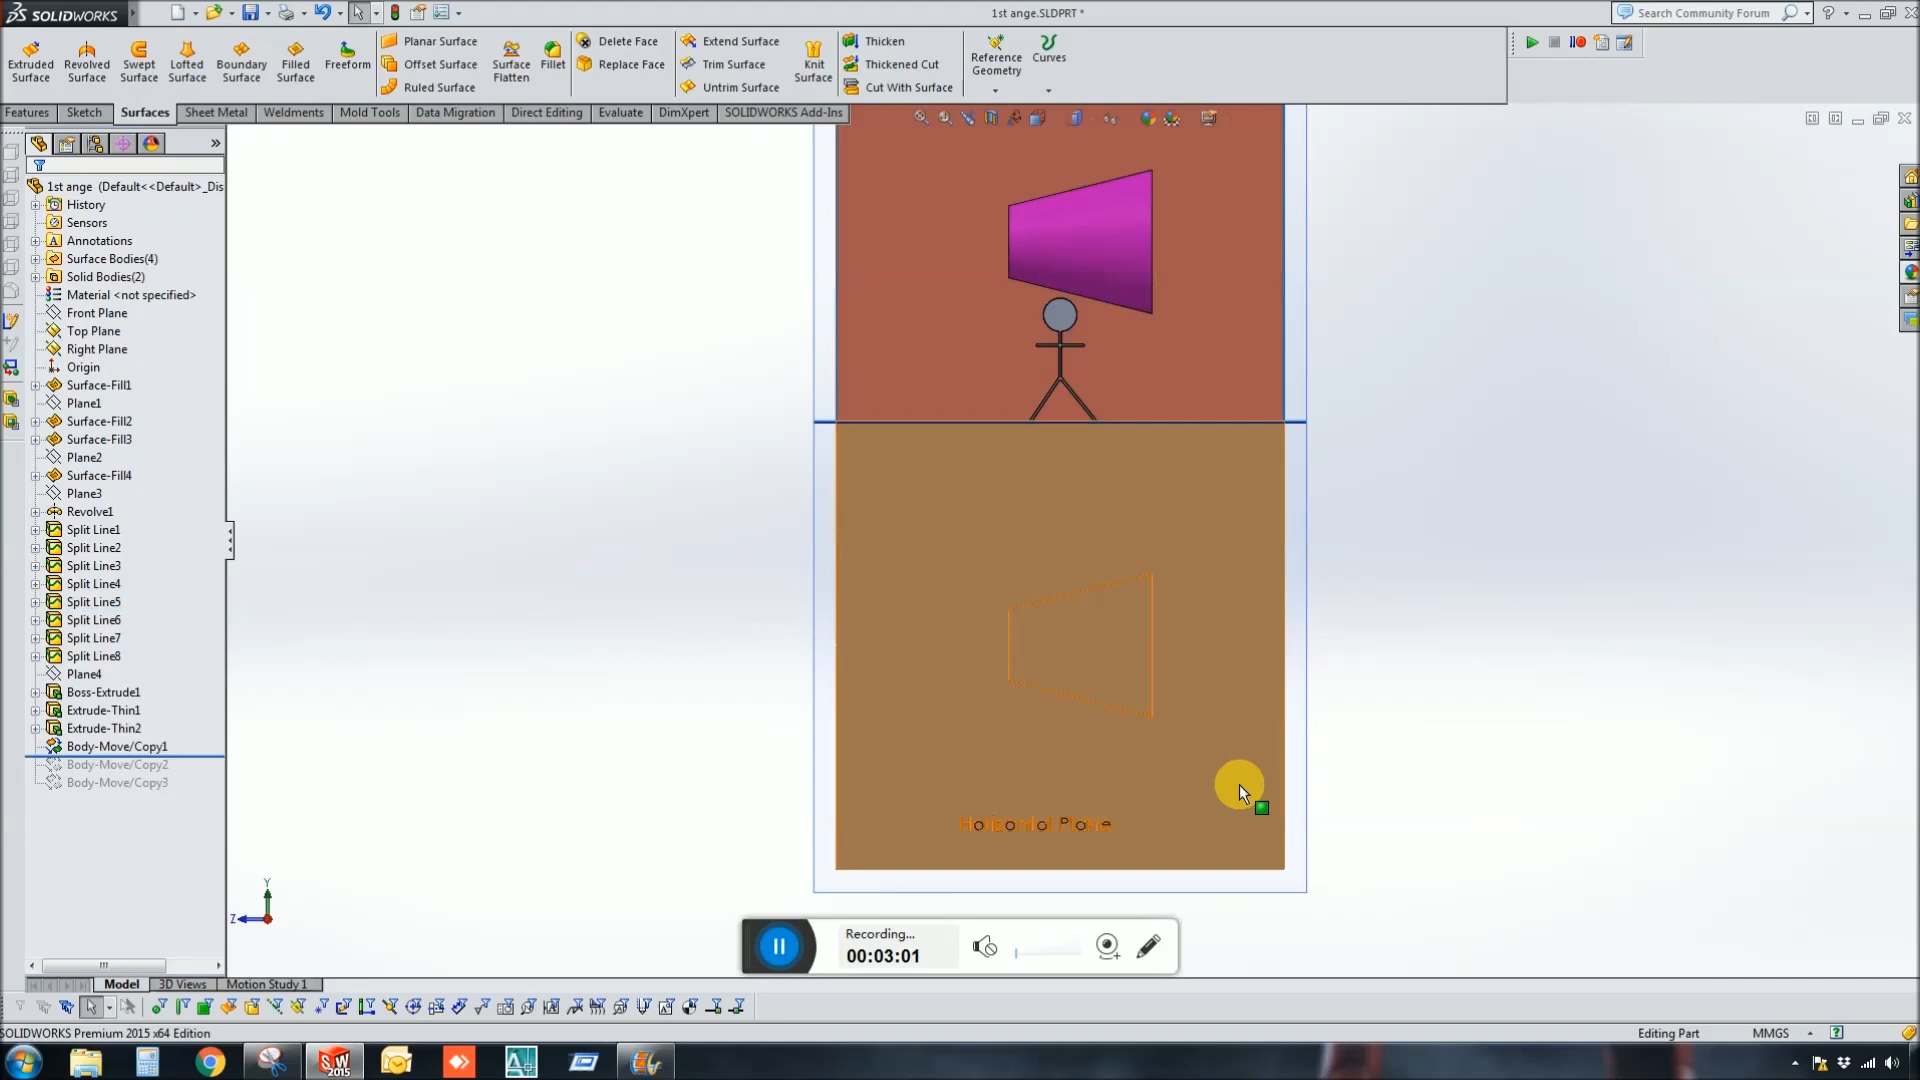 SOLIDWORKS
1st ange.SLDPRT *
Search Community Forum
Extruded Surface
Revolved Surface
Swept Surface
Lofted Surface
Boundary Surface
Filled Surface
Freeform
Planar Surface
Offset Surface
Ruled Surface
Surface Flatten
Fillet
Delete Face
Replace Face
Extend Surface
Trim Surface
Untrim Surface
Knit Surface
Thicken
Thickened Cut
Cut With Surface
Reference Geometry
Curves
Features
Sketch
Surfaces
Sheet Metal
Weldments
Mold Tools
Data Migration
Direct Editing
Evaluate
DimXpert
SOLIDWORKS Add-Ins
1st ange (Default<<Default>_Dis
History
Sensors
Annotations
Surface Bodies(4)
Solid Bodies(2)
Material <not specified>
Front Plane
Top Plane
Right Plane
Origin
Surface-Fill1
Plane1
Surface-Fill2
Surface-Fill3
Plane2
Surface-Fill4
Plane3
Revolve1
Split Line1
Split Line2
Split Line3
Split Line4
Split Line5
Split Line6
Split Line7
Split Line8
Plane4
Boss-Extrude1
Extrude-Thin1
Extrude-Thin2
Body-Move/Copy1
Body-Move/Copy2
Body-Move/Copy3
Horizontal Plane
Y
Z
Recording...
00:03:01
Model
3D Views
Motion Study 1
SOLIDWORKS Premium 2015 x64 Edition
Editing Part
MMGS
SW
2015